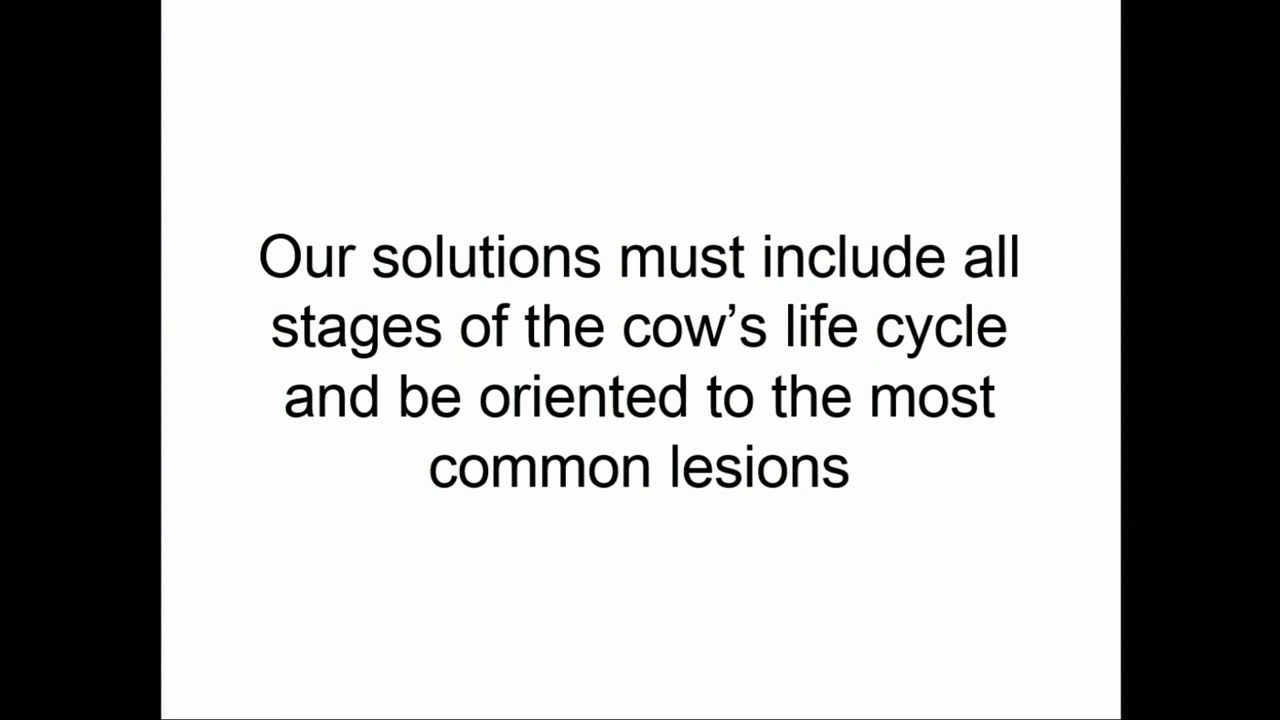 Our solutions must include all
stages of the cow’s life cycle
and be oriented to the most
common lesions